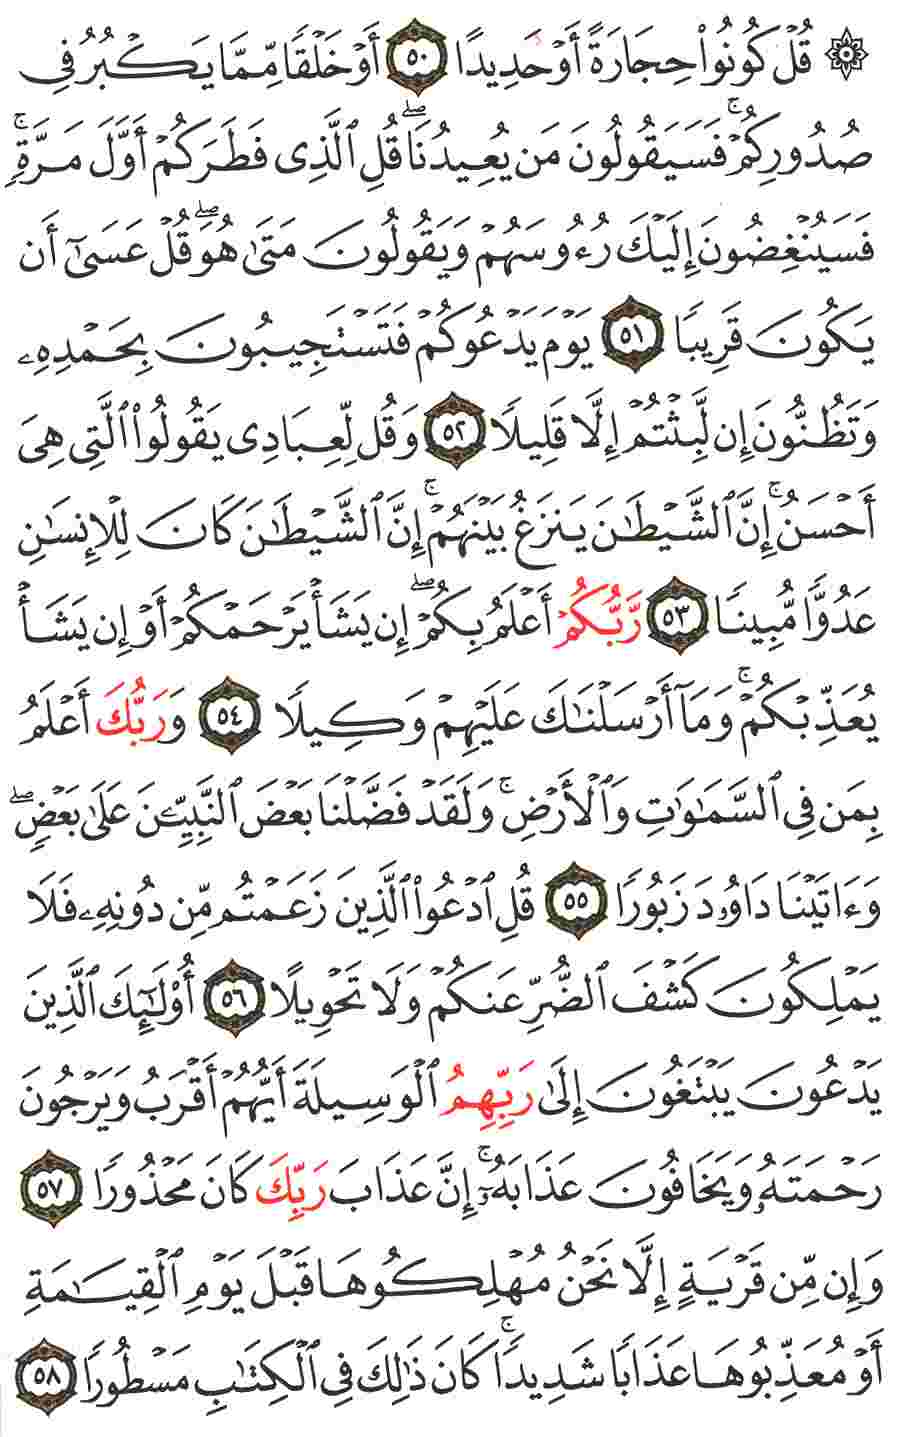 ۞ قُلۡ كُونُواْ حِجَارَةً أَوۡ حَدِيدًا ٥٠ أَوۡ خَلۡقٗا مِّمَّا يَكۡبُرُ فِي
صُدُورِكُمۡۚ فَسَيَقُولُونَ مَن يُعِيدُنَاۖ قُلِ ٱلَّذِي فَطَرَكُمۡ أَوَّلَ مَرَّةٖۚ
فَسَيُنۡغِضُونَ إِلَيۡكَ رُءُوسَهُمۡ وَيَقُولُونَ مَتَىٰ هُوَۖ قُلۡ عَسَىٰٓ أَن
يَكُونَ قَرِيبٗا ٥١ يَوۡمَ يَدۡعُوكُمۡ فَتَسۡتَجِيبُونَ بِحَمۡدِهِۦ
وَتَظُنُّونَ إِن لَّبِثۡتُمۡ إِلَّا قَلِيلٗا ٥٢ وَقُل لِّعِبَادِي يَقُولُواْ ٱلَّتِي هِيَ
أَحۡسَنُۚ إِنَّ ٱلشَّيۡطَٰنَ يَنزَغُ بَيۡنَهُمۡۚ إِنَّ ٱلشَّيۡطَٰنَ كَانَ لِلۡإِنسَٰنِ
عَدُوّٗا مُّبِينٗا ٥٣ رَّبُّكُمۡ أَعۡلَمُ بِكُمۡۖ إِن يَشَأۡ يَرۡحَمۡكُمۡ أَوۡ إِن يَشَأۡ
يُعَذِّبۡكُمۡۚ وَمَآ أَرۡسَلۡنَٰكَ عَلَيۡهِمۡ وَكِيلٗا ٥٤ وَرَبُّكَ أَعۡلَمُ
بِمَن فِي ٱلسَّمَٰوَٰتِ وَٱلۡأَرۡضِۚ وَلَقَدۡ فَضَّلۡنَا بَعۡضَ ٱلنَّبِيِّۧنَ عَلَىٰ بَعۡضٖۖ
وَءَاتَيۡنَا دَاوُۥدَ زَبُورٗا ٥٥ قُلِ ٱدۡعُواْ ٱلَّذِينَ زَعَمۡتُم مِّن دُونِهِۦ فَلَا
يَمۡلِكُونَ كَشۡفَ ٱلضُّرِّ عَنكُمۡ وَلَا تَحۡوِيلًا ٥٦ أُوْلَٰٓئِكَ ٱلَّذِينَ
يَدۡعُونَ يَبۡتَغُونَ إِلَىٰ رَبِّهِمُ ٱلۡوَسِيلَةَ أَيُّهُمۡ أَقۡرَبُ وَيَرۡجُونَ
رَحۡمَتَهُۥ وَيَخَافُونَ عَذَابَهُۥٓۚ إِنَّ عَذَابَ رَبِّكَ كَانَ مَحۡذُورٗا ٥٧
وَإِن مِّن قَرۡيَةٍ إِلَّا نَحۡنُ مُهۡلِكُوهَا قَبۡلَ يَوۡمِ ٱلۡقِيَٰمَةِ
أَوۡ مُعَذِّبُوهَا عَذَابٗا شَدِيدٗاۚ كَانَ ذَٰلِكَ فِي ٱلۡكِتَٰبِ مَسۡطُورٗا ٥٨